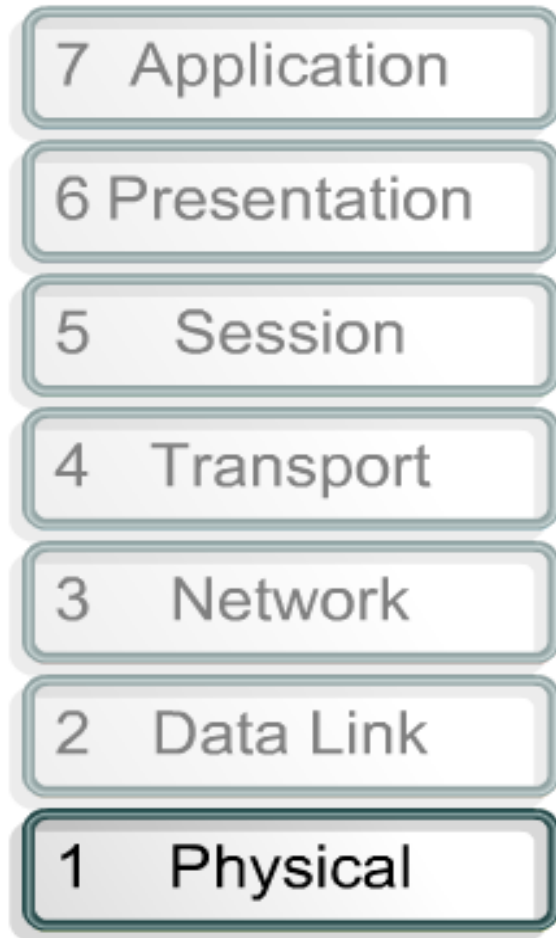 7 Application
6 Presentation
5 Session
4 Transport
3 Network
2 Data Link
1 Physical